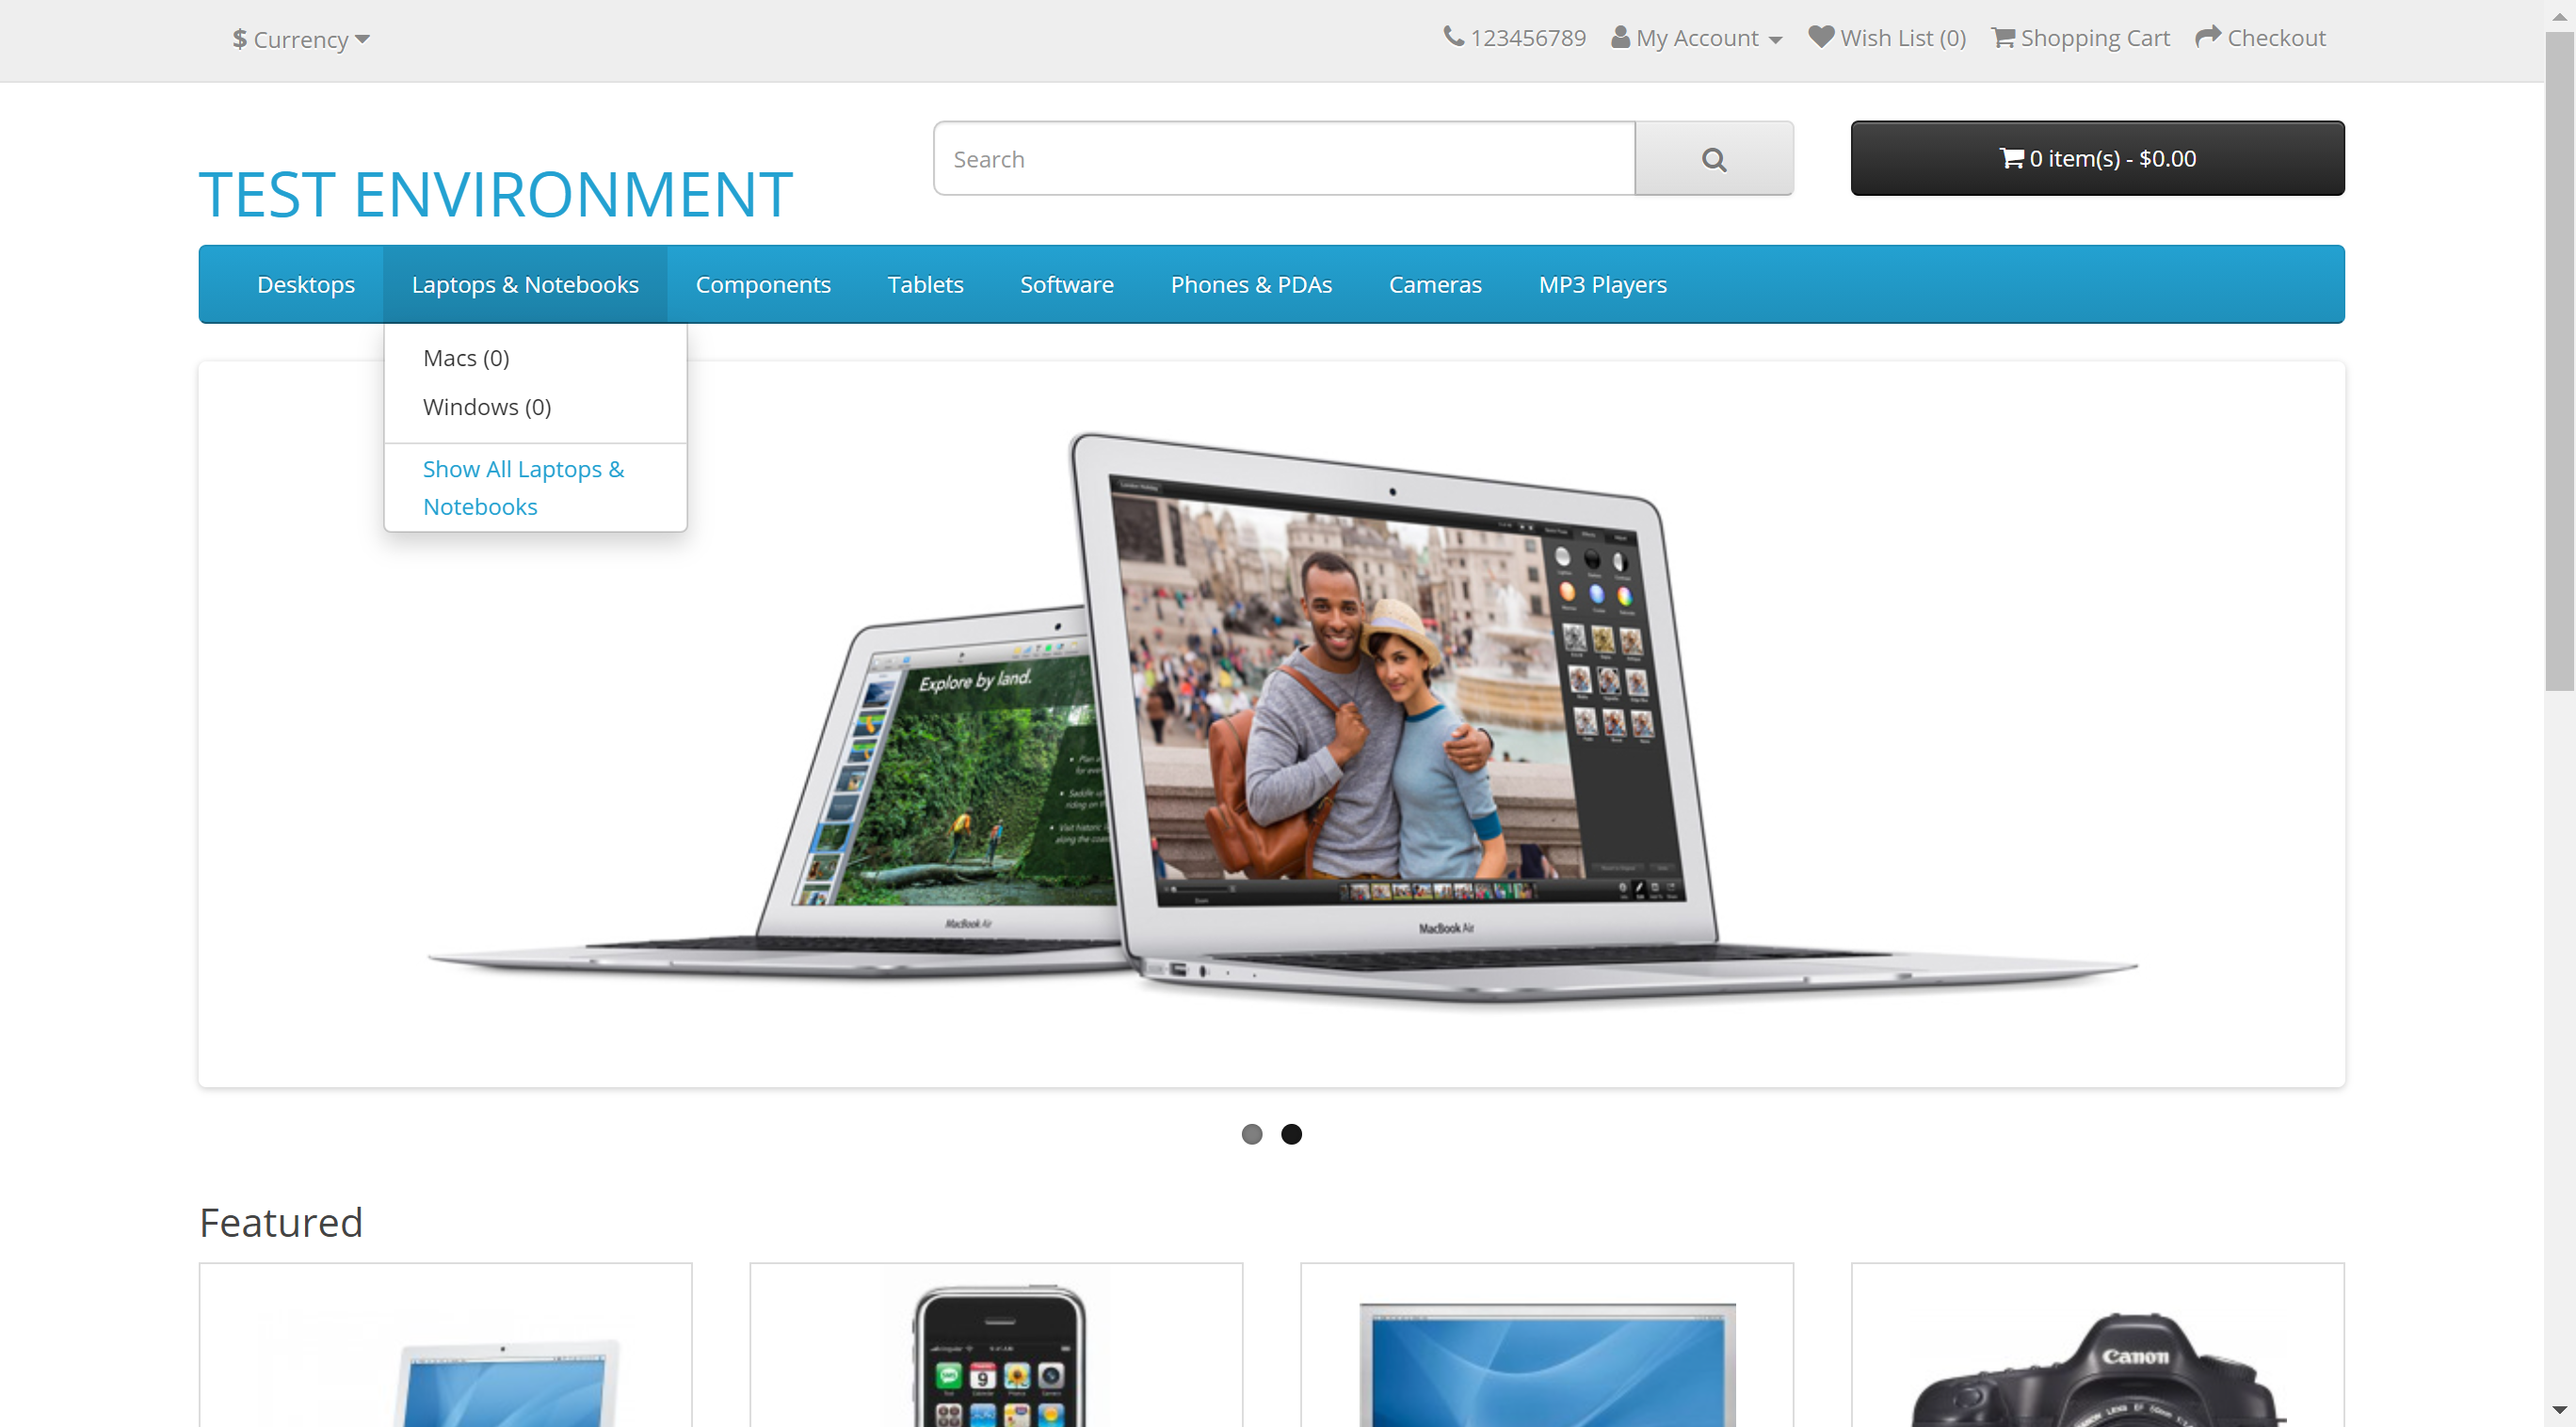 $ Currency
123456789 My Account Wish List (0) Shopping Cart Checkout
TEST ENVIRONMENT
Search
0 item(s) - $0.00
Desktops Laptops & Notebooks Components Tablets Software Phones & PDAs Cameras MP3 Players
Macs (0)
Windows (0)
Show All Laptops &
Notebooks
Explore by land.
MacBook Air
MacBook Air
Featured
9
Canon